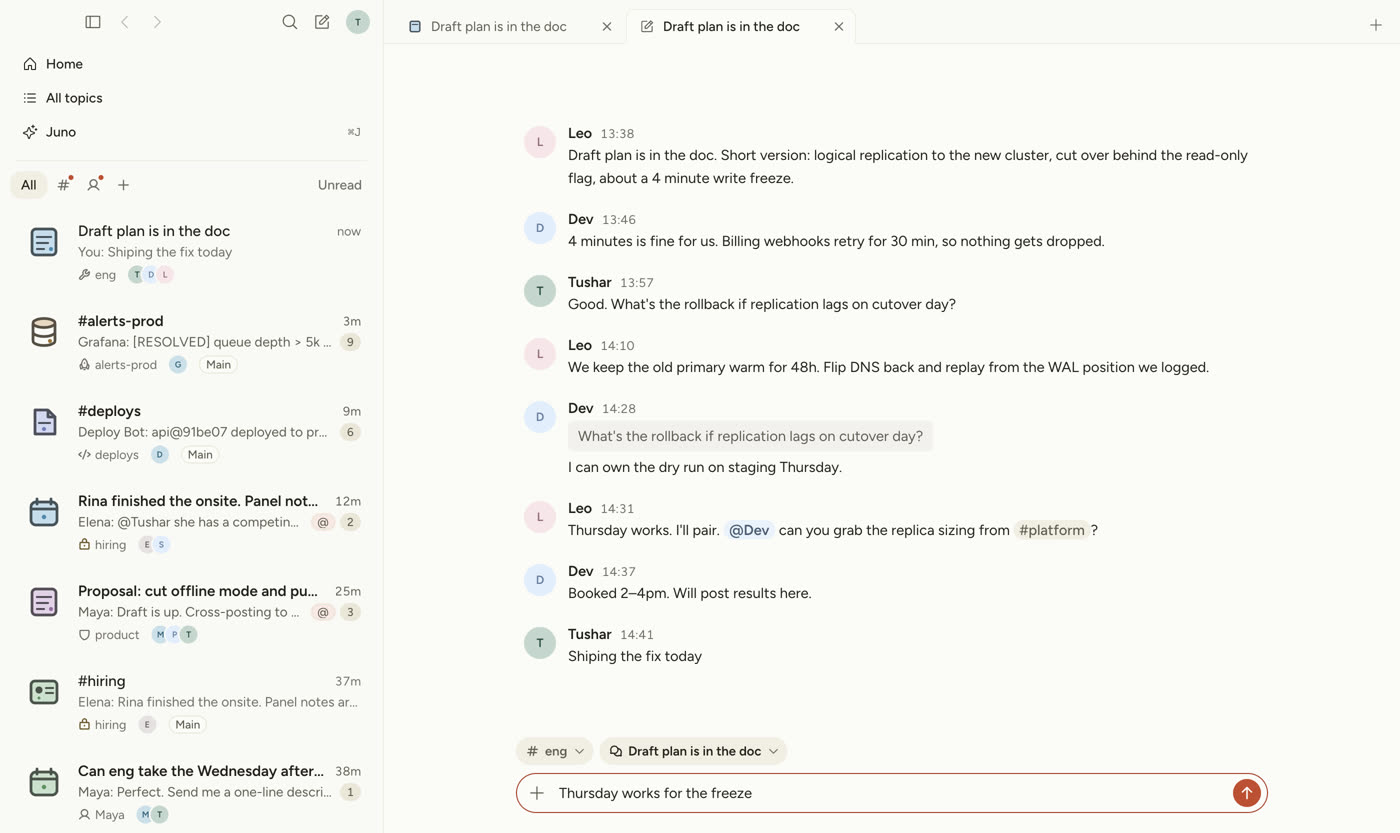 T
Home
All topics
Juno ⌘J
All Unread
Draft plan is in the doc now
You: Shiping the fix today
eng T D L
#alerts-prod 3m
Grafana: [RESOLVED] queue depth > 5k ... 9
alerts-prod G Main
#deploys 9m
Deploy Bot: api@91be07 deployed to pr... 6
deploys D Main
Rina finished the onsite. Panel not... 12m
Elena: @Tushar she has a competin... @ 2
hiring E S
Proposal: cut offline mode and pu... 25m
Maya: Draft is up. Cross-posting to ... @ 3
product M P T
#hiring 37m
Elena: Rina finished the onsite. Panel notes ar...
hiring E Main
Can eng take the Wednesday after... 38m
Maya: Perfect. Send me a one-line descri... 1
Maya M T
Draft plan is in the doc Draft plan is in the doc
L Leo 13:38
Draft plan is in the doc. Short version: logical replication to the new cluster, cut over behind the read-only
flag, about a 4 minute write freeze.
D Dev 13:46
4 minutes is fine for us. Billing webhooks retry for 30 min, so nothing gets dropped.
T Tushar 13:57
Good. What's the rollback if replication lags on cutover day?
L Leo 14:10
We keep the old primary warm for 48h. Flip DNS back and replay from the WAL position we logged.
D Dev 14:28
What's the rollback if replication lags on cutover day?
I can own the dry run on staging Thursday.
L Leo 14:31
Thursday works. I'll pair. @Dev can you grab the replica sizing from #platform ?
D Dev 14:37
Booked 2–4pm. Will post results here.
T Tushar 14:41
Shiping the fix today
# eng Draft plan is in the doc
Thursday works for the freeze